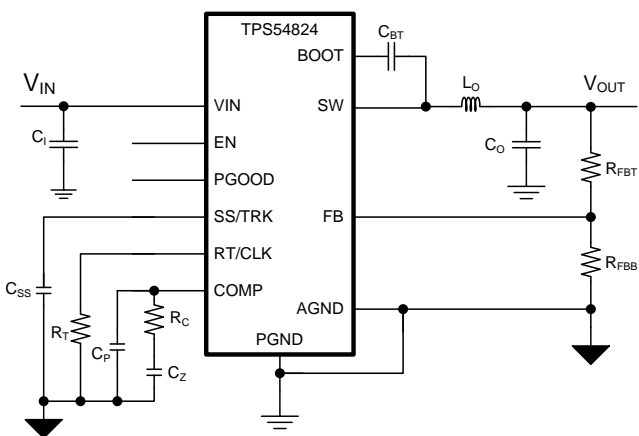 TPS54824
BOOT
C_BT
V_IN
VIN
SW
L_O
V_OUT
C_I
EN
C_O
R_FBT
PGOOD
SS/TRK
FB
RT/CLK
R_FBB
C_SS
COMP
R_T
C_P
R_C
C_Z
AGND
PGND